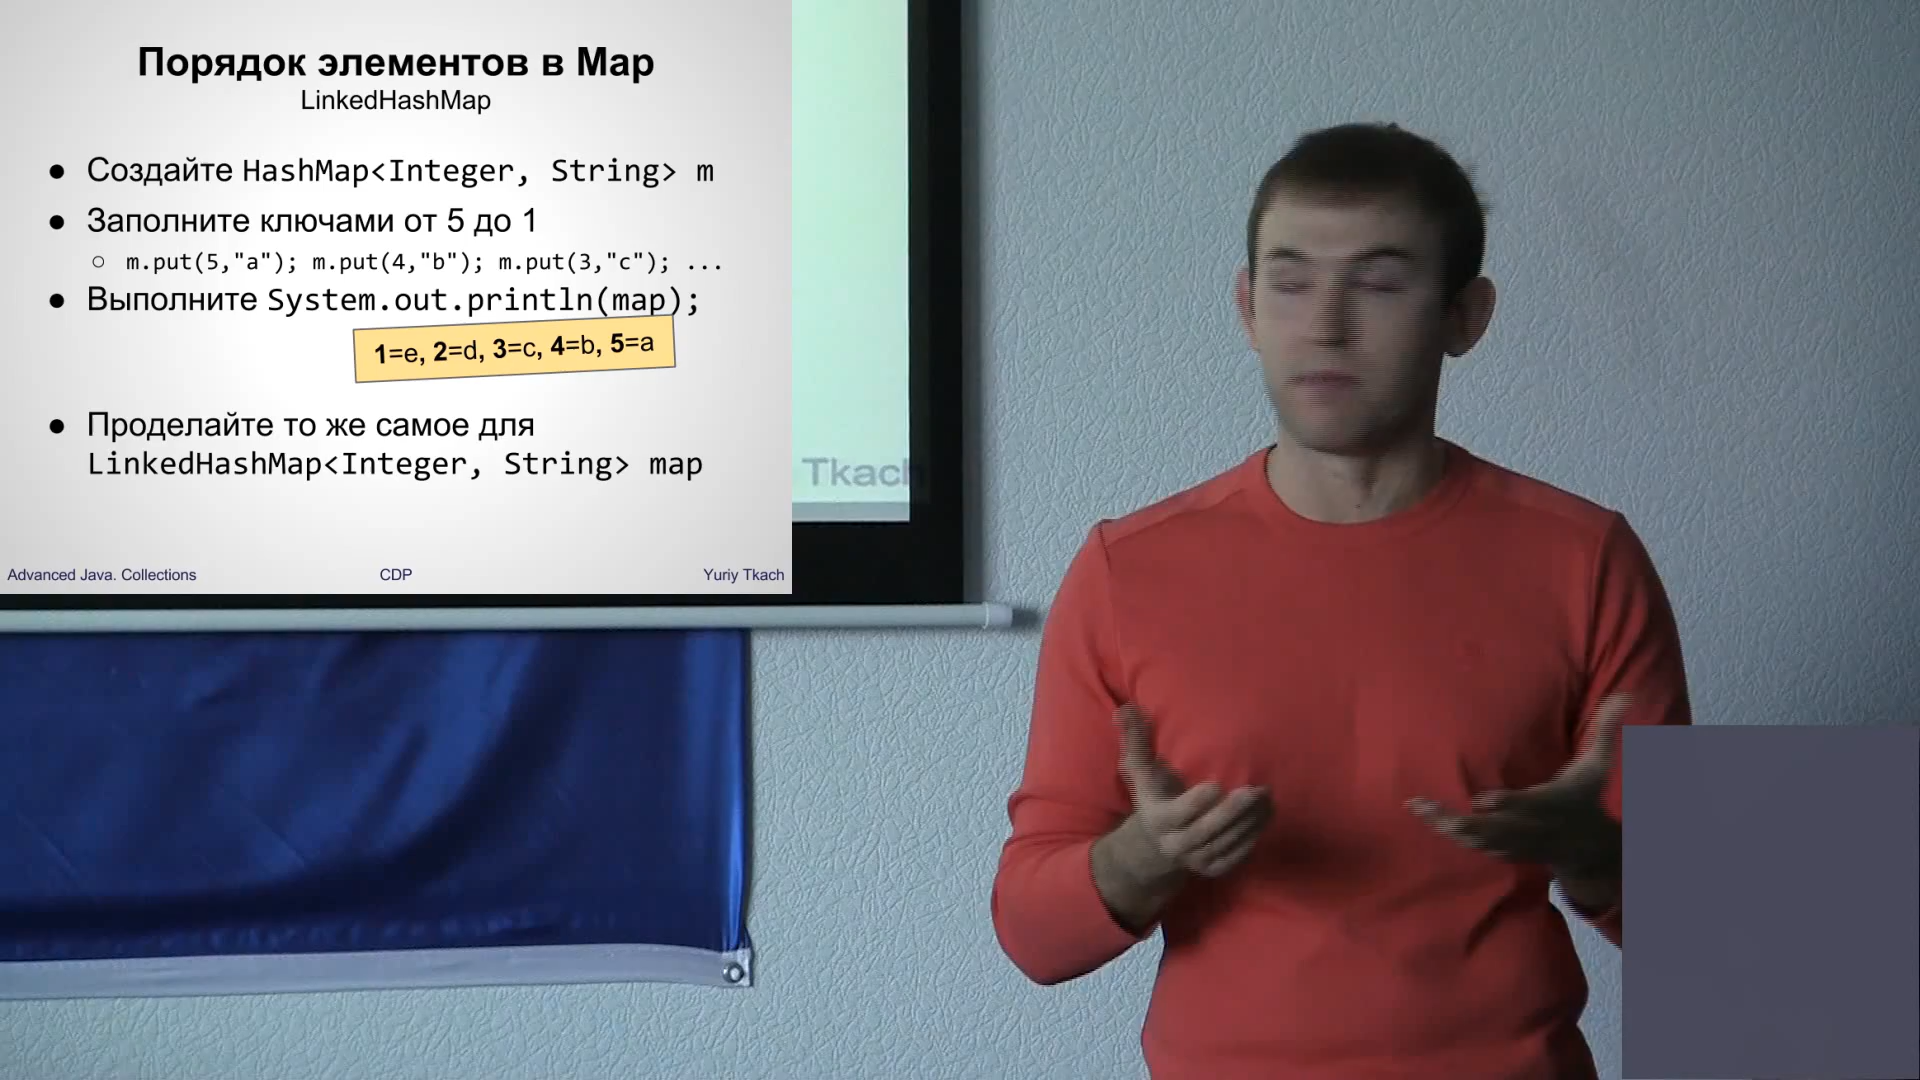 Порядок элементов в Map
LinkedHashMap
● Создайте HashMap<Integer, String> m
● Заполните ключами от 5 до 1
○ m.put(5,"a"); m.put(4,"b"); m.put(3,"c"); ...
● Выполните System.out.println(map);
1=e, 2=d, 3=c, 4=b, 5=a
● Проделайте то же самое для
LinkedHashMap<Integer, String> map
Tkach
Advanced Java. Collections CDP Yuriy Tkach